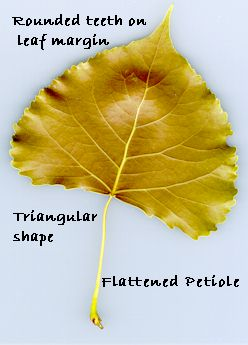 Rounded teeth on
leaf margin
Triangular
shape
Flattened Petiole